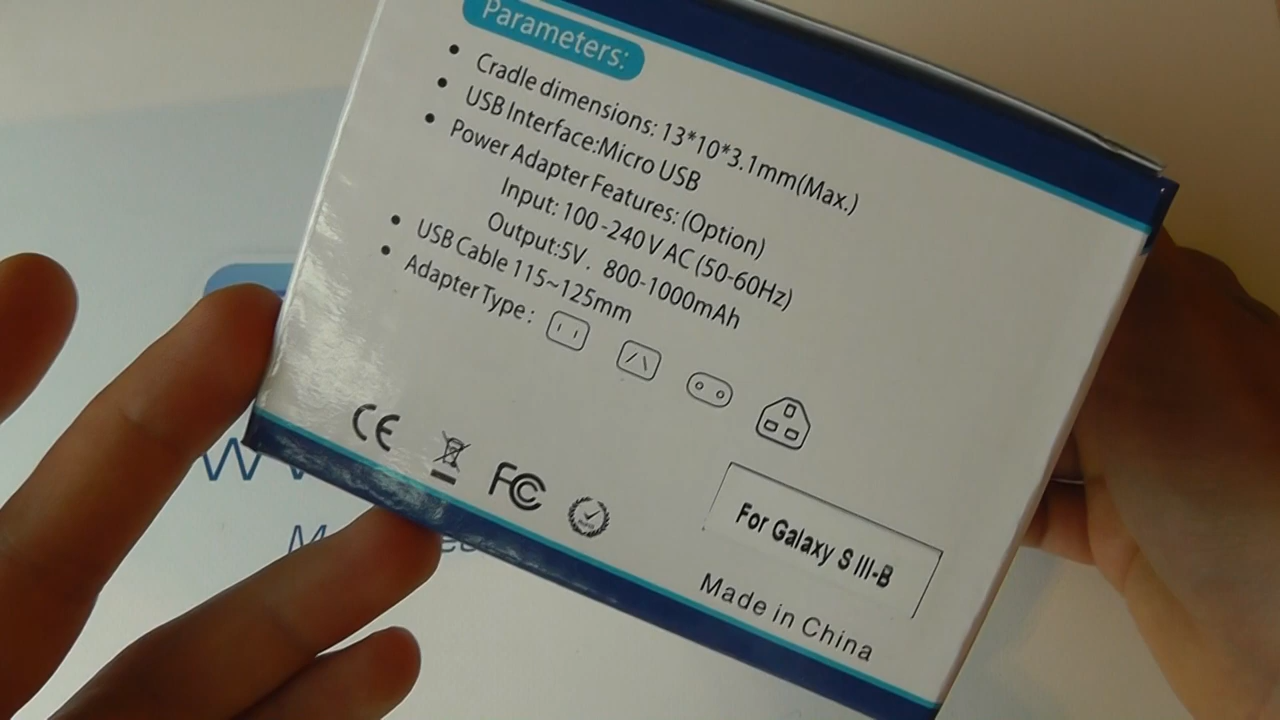 Parameters:
• Cradle dimensions: 13*10*3.1mm(Max.)
• USB Interface:Micro USB
• Power Adapter Features: (Option)
Input: 100-240V AC (50-60Hz)
Output:5V. 800-1000mAh
• USB Cable 115~125mm
• Adapter Type:
CE
FC
For Galaxy S III-B
Made in China